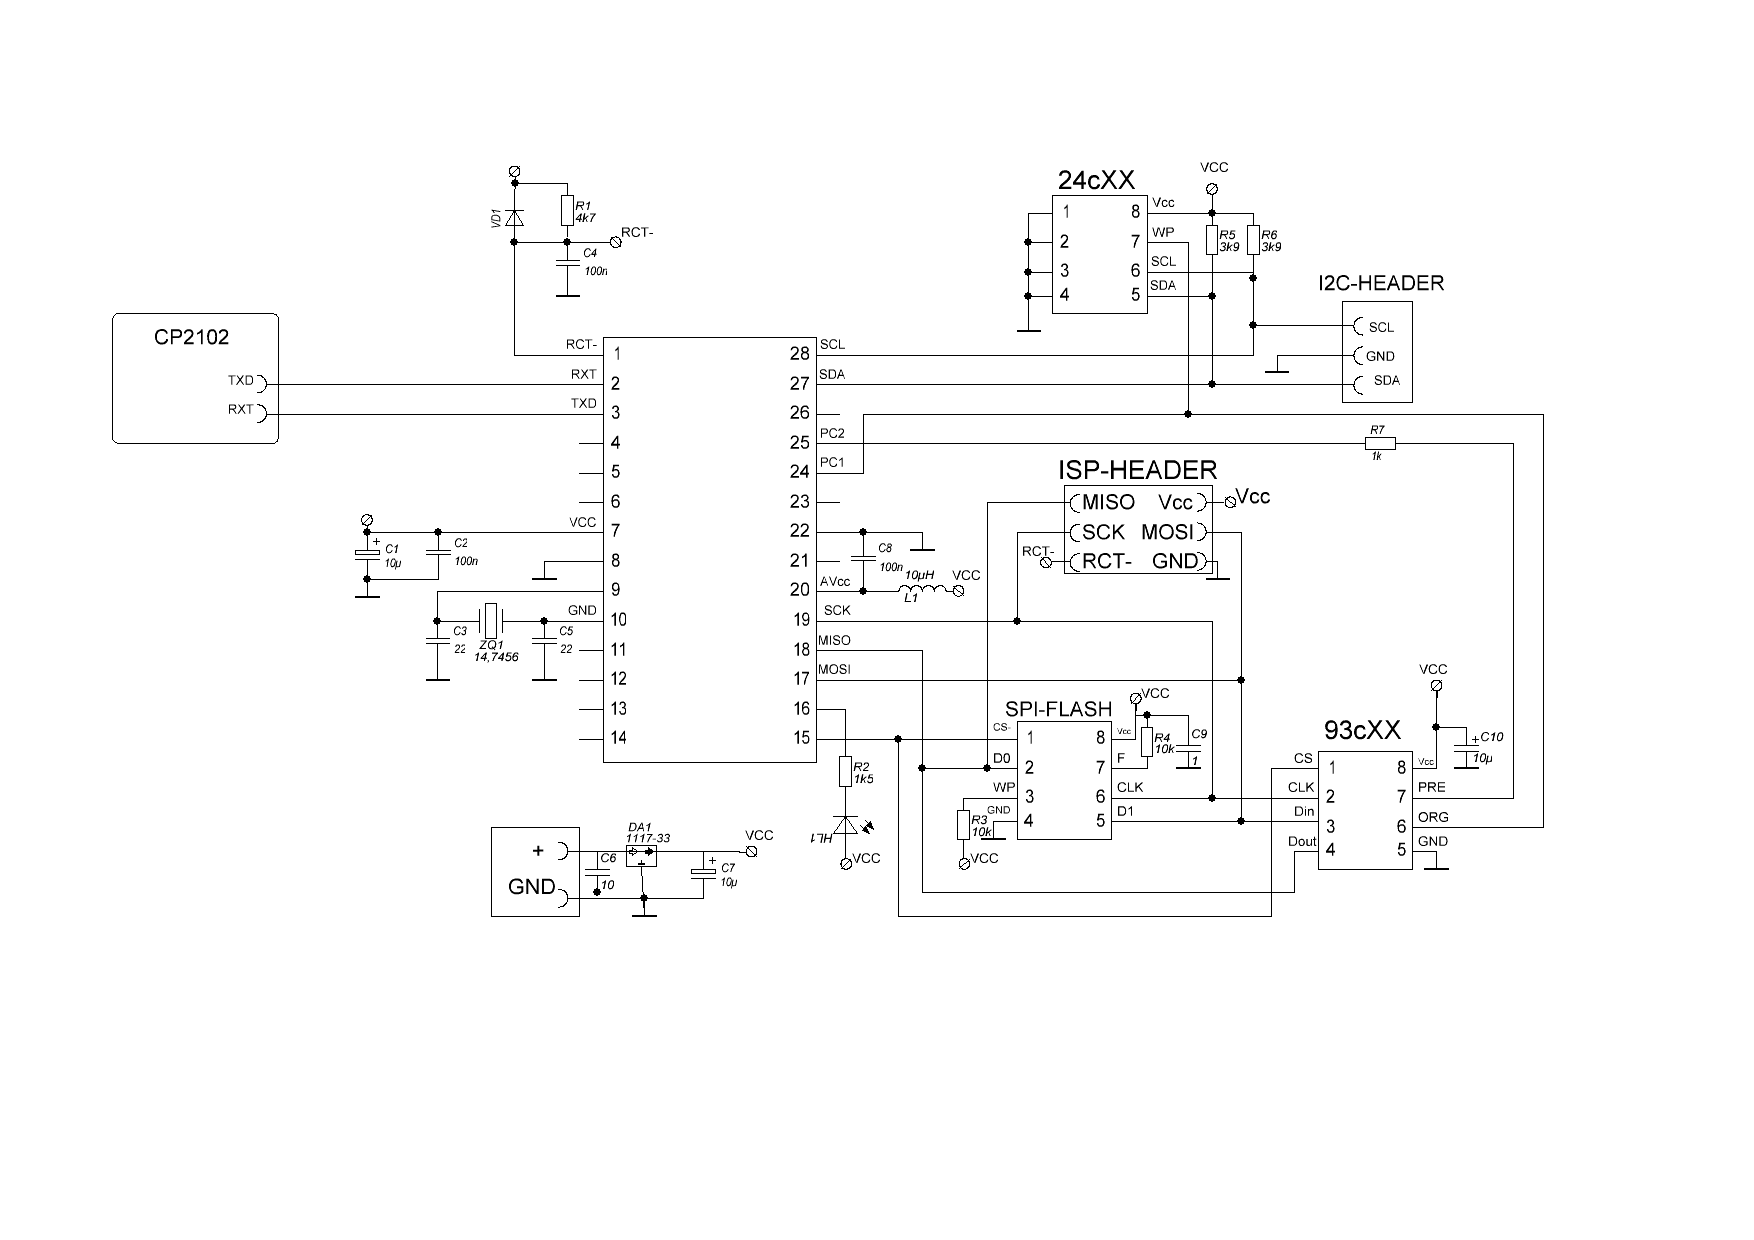 VCC
24cXX
VD1
R1
4k7
RCT-
C4
100n
1
2
3
4
8
7
6
5
Vcc
WP
SCL
SDA
R5
3k9
R6
3k9
I2C-HEADER
SCL
GND
SDA
CP2102
TXD
RXT
RCT-
RXT
TXD
VCC
GND
1
2
3
4
5
6
7
8
9
10
11
12
13
14
28
27
26
25
24
23
22
21
20
19
18
17
16
15
SCL
SDA
PC2
PC1
AVcc
SCK
MISO
MOSI
R7
1k
ISP-HEADER
MISO
Vcc
Vcc
SCK
MOSI
RCT-
RCT-
GND
C1
+
10µ
C2
100n
C8
100n
10µH
L1
VCC
C3
22
ZQ1
14,7456
C5
22
SPI-FLASH
VCC
CS-
D0
WP
GND
1
2
3
4
8
7
6
5
Vcc
F
CLK
D1
R4
10k
C9
1
R3
10k
VCC
R2
1k5
HL1
VCC
VCC
93cXX
+
C10
10µ
CS
CLK
Din
Dout
1
2
3
4
8
7
6
5
Vcc
PRE
ORG
GND
+
GND
C6
10
DA1
1117-33
+
C7
10µ
VCC